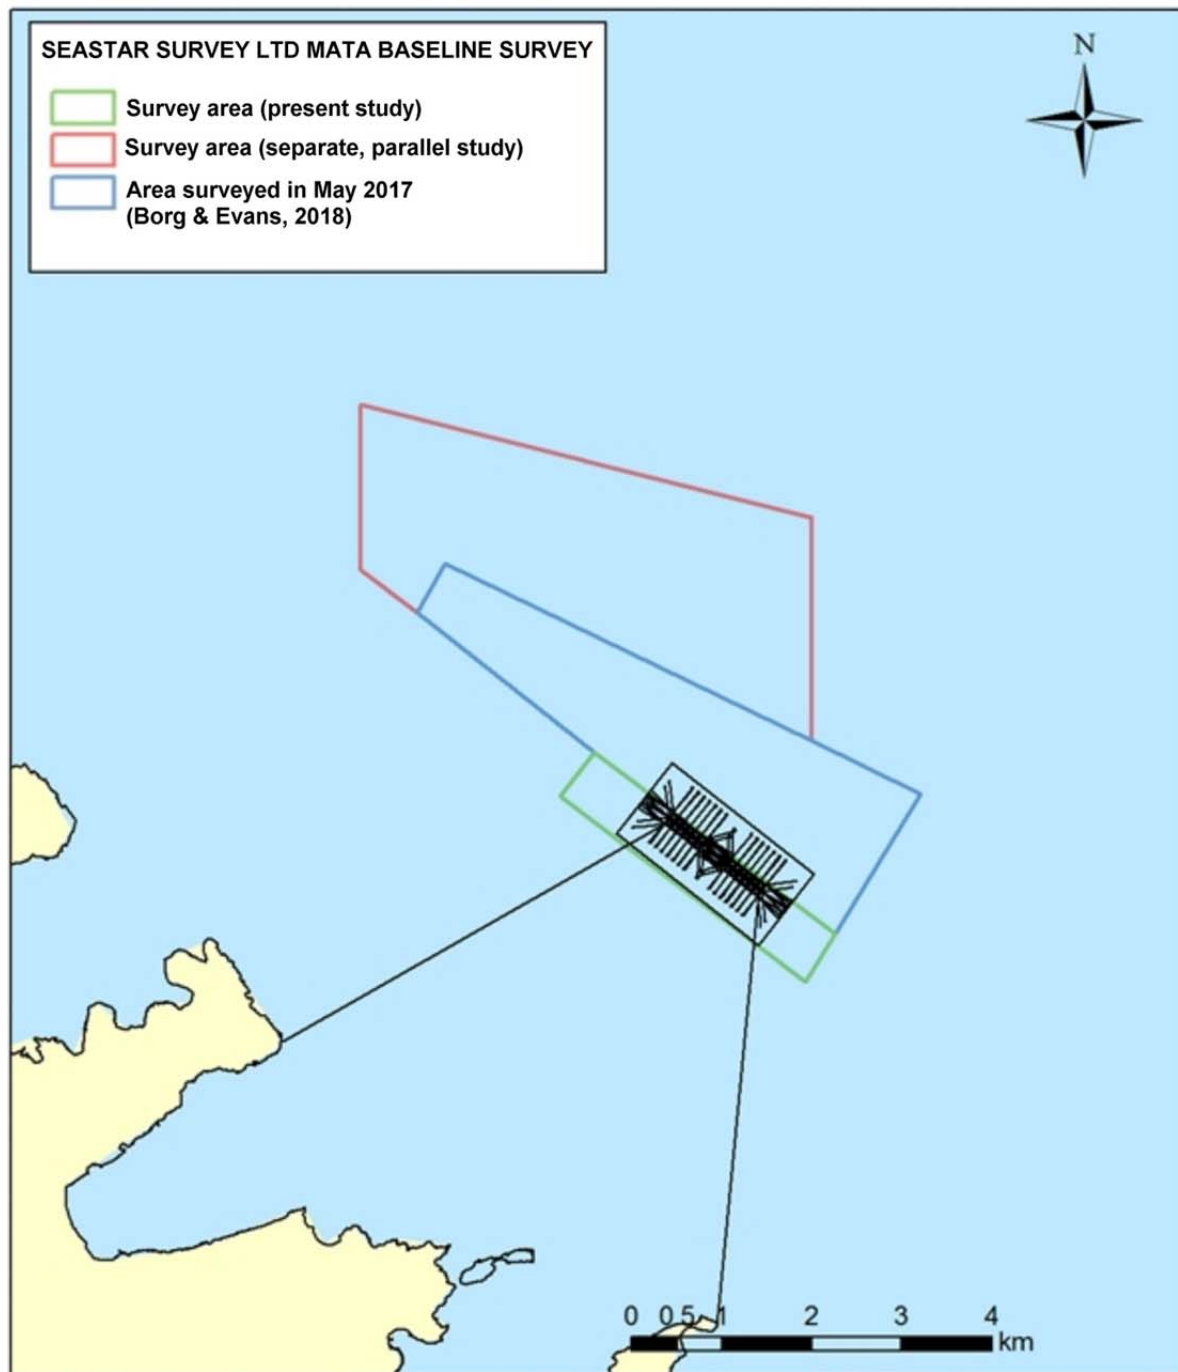 SEASTAR SURVEY LTD MATA BASELINE SURVEY
Survey area (present study)
Survey area (separate, parallel study)
Area surveyed in May 2017
(Borg & Evans, 2018)
N
0 0.5 1 2 3 4
km